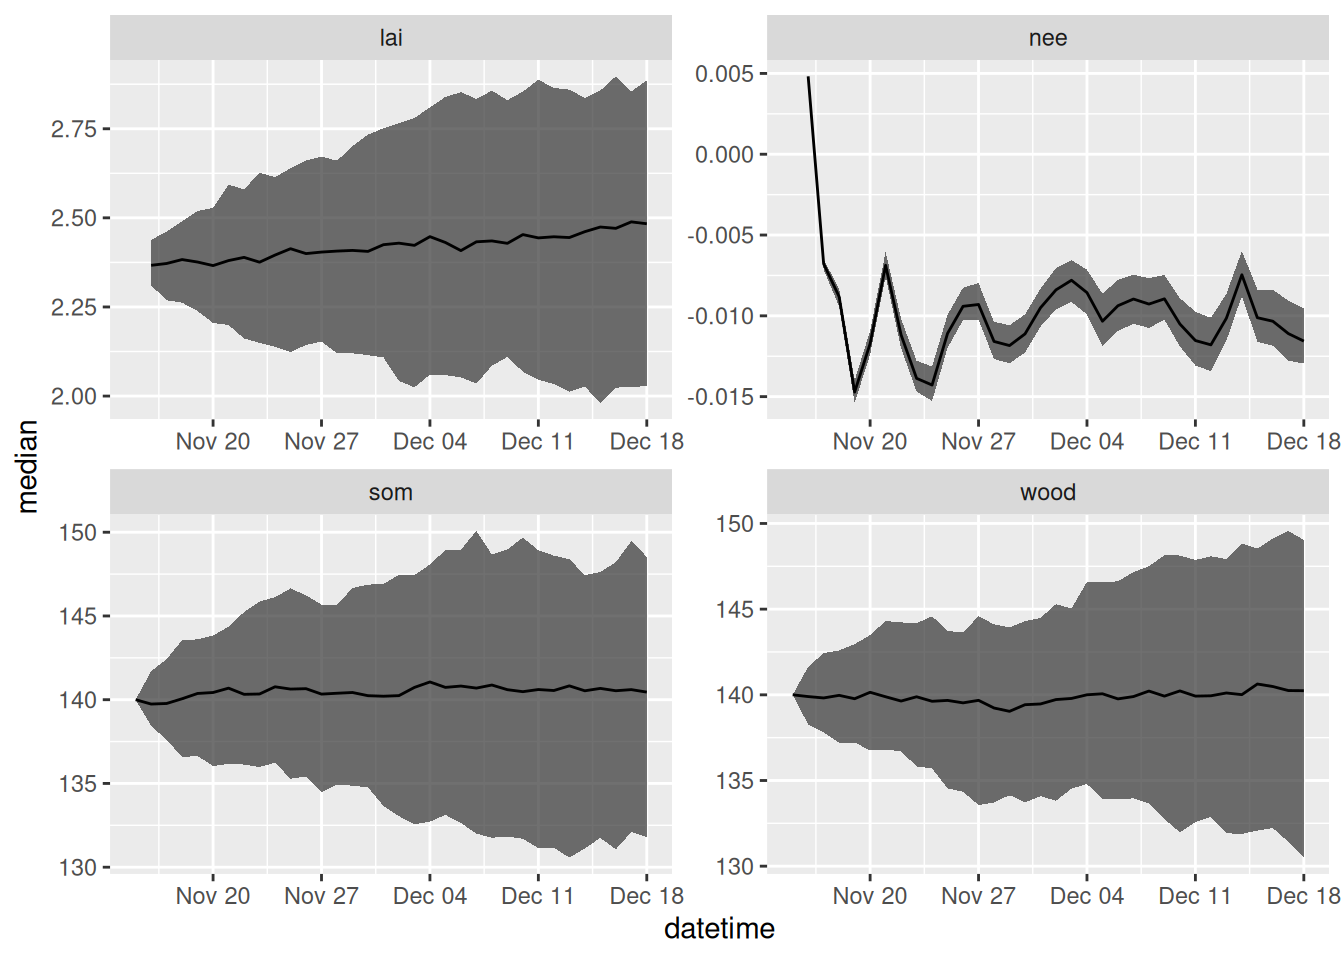 lai
2.75
2.50
2.25
2.00
Nov 20 Nov 27 Dec 04 Dec 11 Dec 18
nee
0.005
0.000
-0.005
-0.010
-0.015
Nov 20 Nov 27 Dec 04 Dec 11 Dec 18
median
som
150
145
140
135
130
Nov 20 Nov 27 Dec 04 Dec 11 Dec 18
wood
150
145
140
135
130
Nov 20 Nov 27 Dec 04 Dec 11 Dec 18
datetime